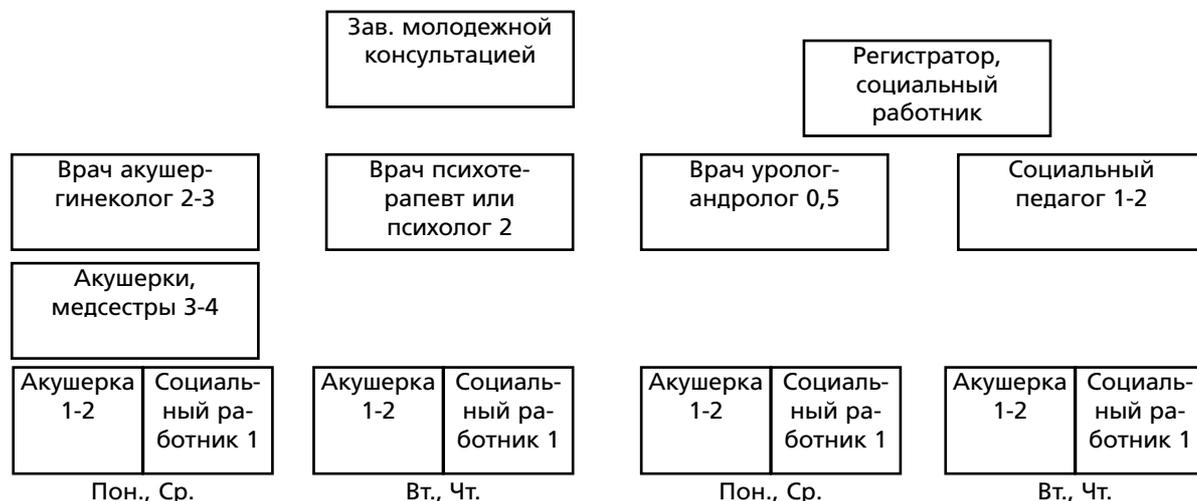 Зав. молодежной
консультацией
Регистратор,
социальный
работник
Врач акушер-
гинеколог 2-3
Врач психоте-
рапевт или
психолог 2
Врач уролог-
андролог 0,5
Социальный
педагог 1-2
Акушерки,
медсестры 3-4
Акушерка
1-2
Социаль-
ный ра-
ботник 1
Акушерка
1-2
Социаль-
ный ра-
ботник 1
Акушерка
1-2
Социаль-
ный ра-
ботник 1
Акушерка
1-2
Социаль-
ный ра-
ботник 1
Пон., Ср.
Вт., Чт.
Пон., Ср.
Вт., Чт.